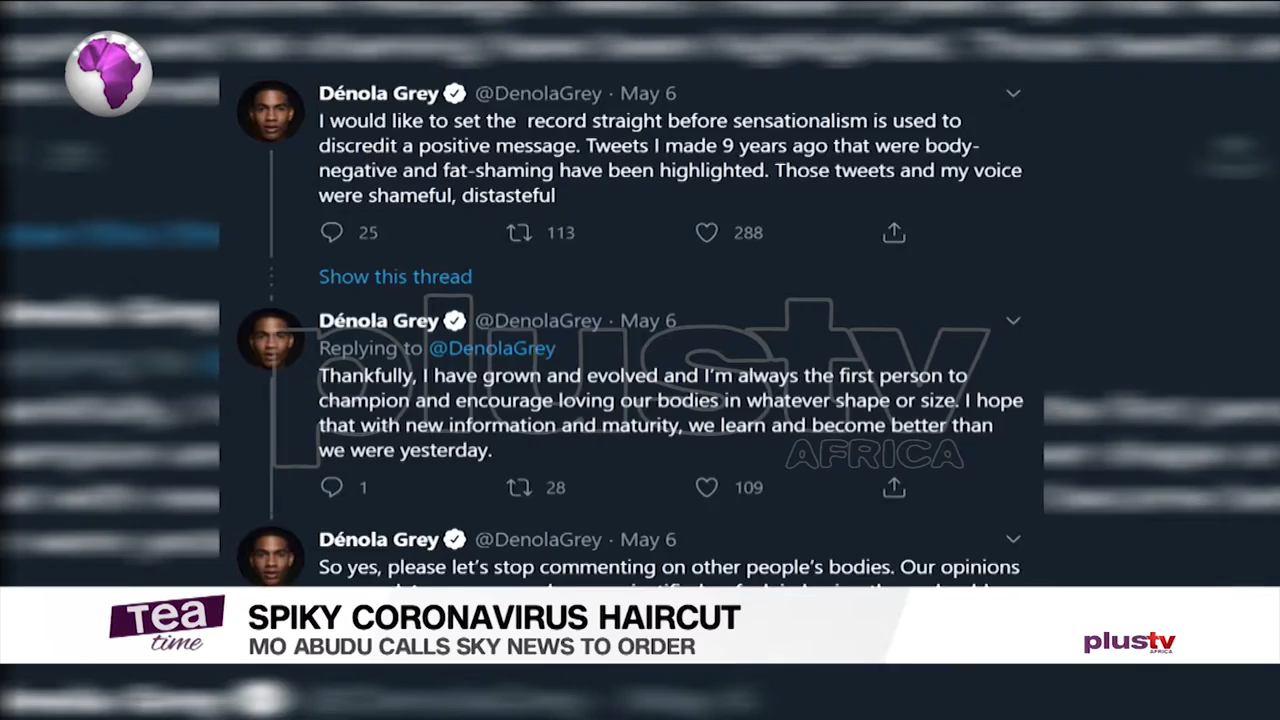 Dénola Grey @DenolaGrey · May 6
I would like to set the record straight before sensationalism is used to
discredit a positive message. Tweets I made 9 years ago that were body-
negative and fat-shaming have been highlighted. Those tweets and my voice
were shameful, distasteful
25 113 288
Show this thread
Dénola Grey @DenolaGrey · May 6
Replying to @DenolaGrey
Thankfully, I have grown and evolved and I'm always the first person to
champion and encourage loving our bodies in whatever shape or size. I hope
that with new information and maturity, we learn and become better than
we were yesterday.
plustv
AFRICA
1 28 109
Dénola Grey @DenolaGrey · May 6
So yes, please let's stop commenting on other people's bodies. Our opinions
Tea
time
SPIKY CORONAVIRUS HAIRCUT
MO ABUDU CALLS SKY NEWS TO ORDER
plustv
AFRICA